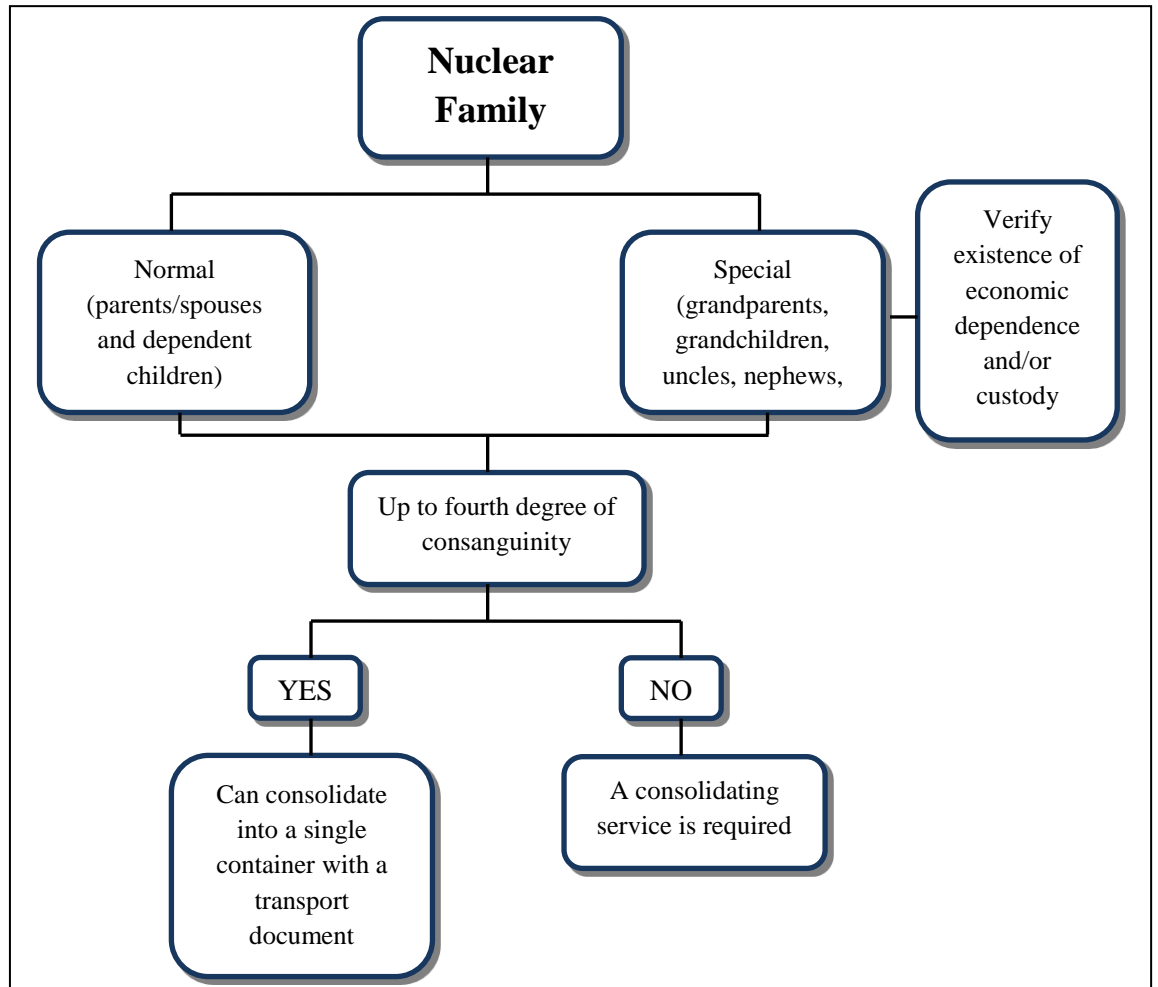 Nuclear
Family
Normal
(parents/spouses
and dependent
children)
Special
(grandparents,
grandchildren,
uncles, nephews,
Verify
existence of
economic
dependence
and/or
custody
Up to fourth degree of
consanguinity
YES
NO
Can consolidate
into a single
container with a
transport
document
A consolidating
service is required